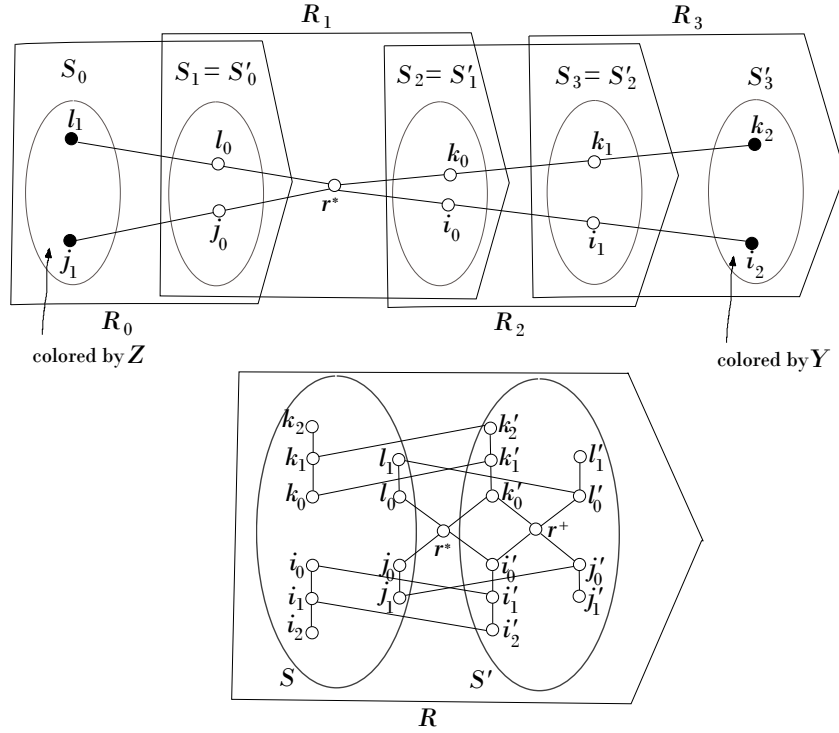 R₁
R₃
S₀
S₁ = S′₀
S₂ = S′₁
S₃ = S′₂
S′₃
l₁
l₀
k₀
k₁
k₂
r*
j₁
j₀
i₀
i₁
i₂
R₀
R₂
colored by Z
colored by Y
k₂
k′₂
k₁
l₁
k′₁
l′₁
k₀
l₀
k′₀
l′₀
r*
r⁺
i₀
j₀
i′₀
j′₀
i₁
j₁
i′₁
j′₁
i₂
i′₂
S
S′
R